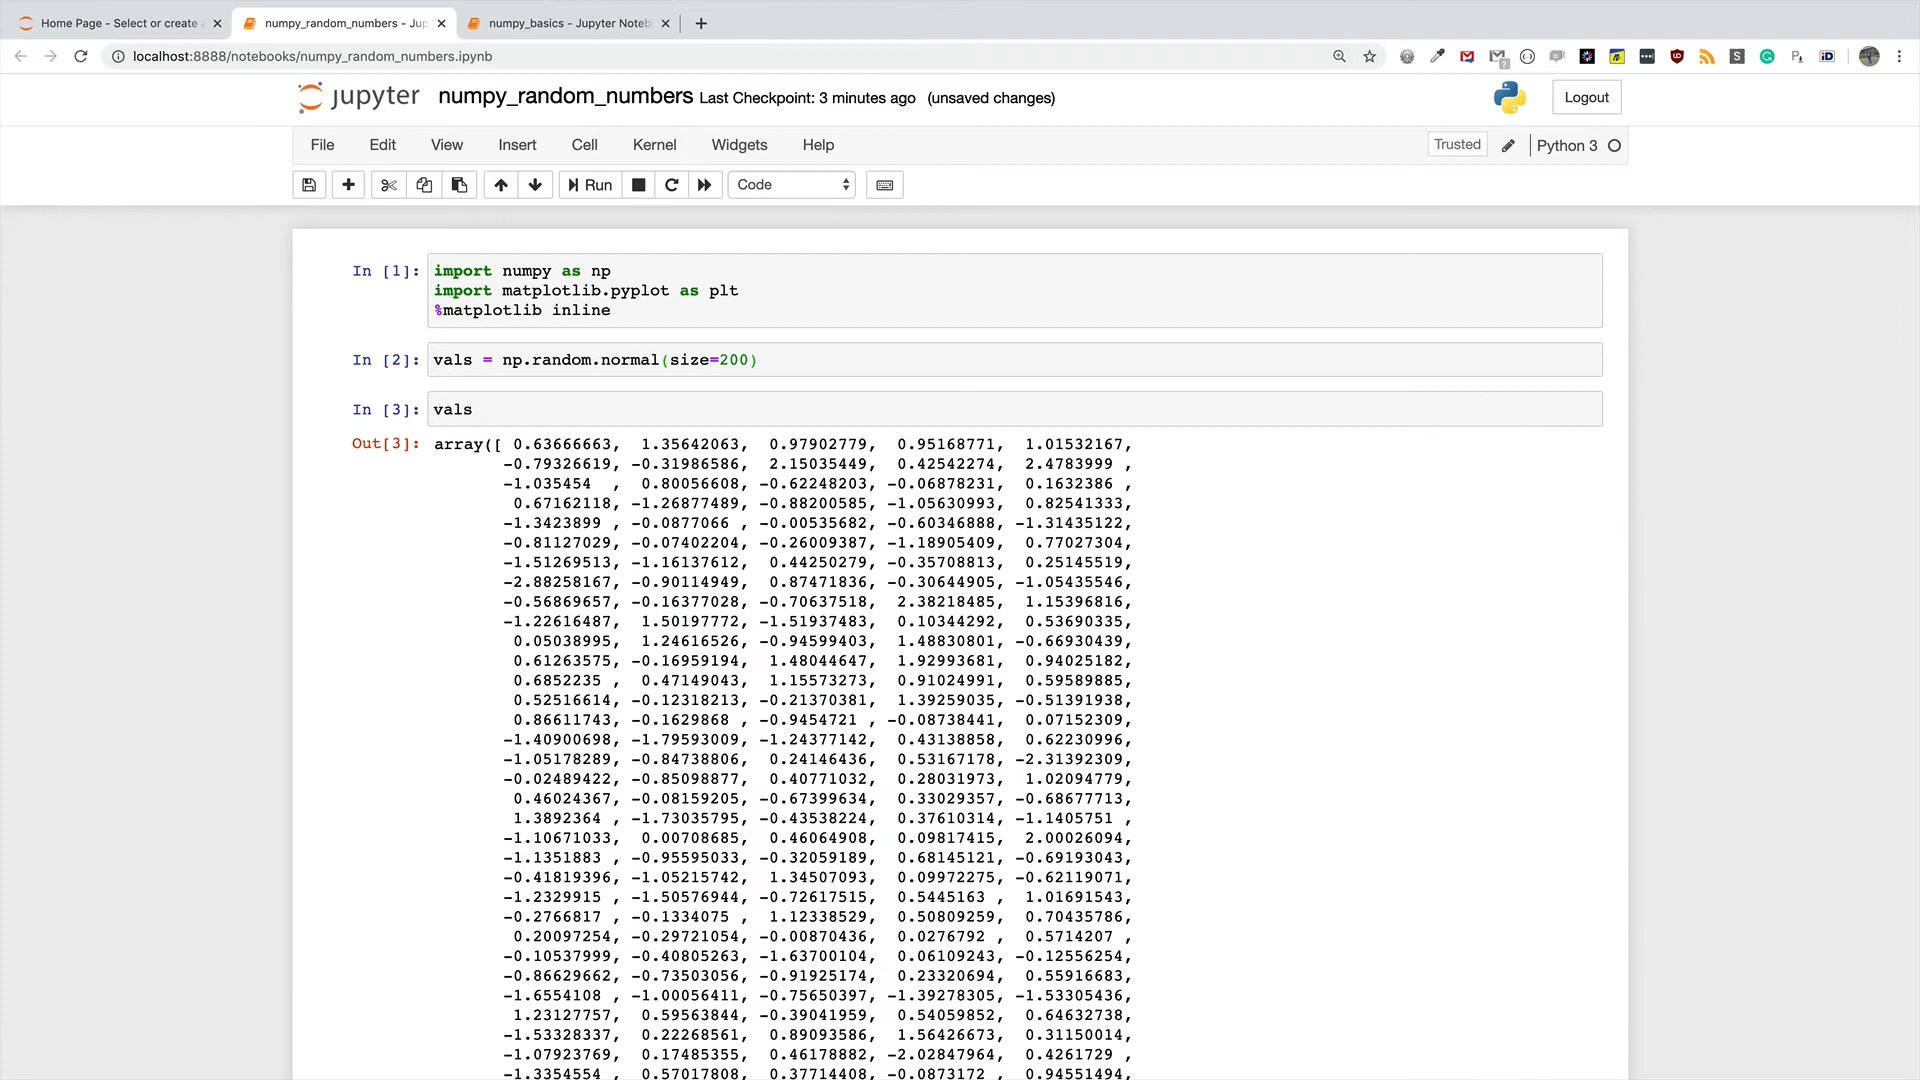 Home Page - Select or create a
numpy_random_numbers - Jup
numpy_basics - Jupyter Noteb
localhost:8888/notebooks/numpy_random_numbers.ipynb
jupyter numpy_random_numbers Last Checkpoint: 3 minutes ago (unsaved changes)
Logout
File Edit View Insert Cell Kernel Widgets Help
Trusted
Python 3
Run
Code
In [1]: import numpy as np
import matplotlib.pyplot as plt
%matplotlib inline
In [2]: vals = np.random.normal(size=200)
In [3]: vals
Out[3]: array([ 0.63666663, 1.35642063, 0.97902779, 0.95168771, 1.01532167,
-0.79326619, -0.31986586, 2.15035449, 0.42542274, 2.4783999 ,
-1.035454 , 0.80056608, -0.62248203, -0.06878231, 0.1632386 ,
0.67162118, -1.26877489, -0.88200585, -1.05630993, 0.82541333,
-1.3423899 , -0.0877066 , -0.00535682, -0.60346888, -1.31435122,
-0.81127029, -0.07402204, -0.26009387, -1.18905409, 0.77027304,
-1.51269513, -1.16137612, 0.44250279, -0.35708813, 0.25145519,
-2.88258167, -0.90114949, 0.87471836, -0.30644905, -1.05435546,
-0.56869657, -0.16377028, -0.70637518, 2.38218485, 1.15396816,
-1.22616487, 1.50197772, -1.51937483, 0.10344292, 0.53690335,
0.05038995, 1.24616526, -0.94599403, 1.48830801, -0.66930439,
0.61263575, -0.16959194, 1.48044647, 1.92993681, 0.94025182,
0.6852235 , 0.47149043, 1.15573273, 0.91024991, 0.59589885,
0.52516614, -0.12318213, -0.21370381, 1.39259035, -0.51391938,
0.86611743, -0.1629868 , -0.9454721 , -0.08738441, 0.07152309,
-1.40900698, -1.79593009, -1.24377142, 0.43138858, 0.62230996,
-1.05178289, -0.84738806, 0.24146436, 0.53167178, -2.31392309,
-0.02489422, -0.85098877, 0.40771032, 0.28031973, 1.02094779,
0.46024367, -0.08159205, -0.67399634, 0.33029357, -0.68677713,
1.3892364 , -1.73035795, -0.43538224, 0.37610314, -1.1405751 ,
-1.10671033, 0.00708685, 0.46064908, 0.09817415, 2.00026094,
-1.1351883 , -0.95595033, -0.32059189, 0.68145121, -0.69193043,
-0.41819396, -1.05215742, 1.34507093, 0.09972275, -0.62119071,
-1.2329915 , -1.50576944, -0.72617515, 0.5445163 , 1.01691543,
-0.2766817 , -0.1334075 , 1.12338529, 0.50809259, 0.70435786,
0.20097254, -0.29721054, -0.00870436, 0.0276792 , 0.5714207 ,
-0.10537999, -0.40805263, -1.63700104, 0.06109243, -0.12556254,
-0.86629662, -0.73503056, -0.91925174, 0.23320694, 0.55916683,
-1.6554108 , -1.00056411, -0.75650397, -1.39278305, -1.53305436,
1.23127757, 0.59563844, -0.39041959, 0.54059852, 0.64632738,
-1.53328337, 0.22268561, 0.89093586, 1.56426673, 0.31150014,
-1.07923769, 0.17485355, 0.46178882, -2.02847964, 0.4261729 ,
-1.3354554 , 0.57017808, 0.37714408, -0.0873172 , 0.94551494,